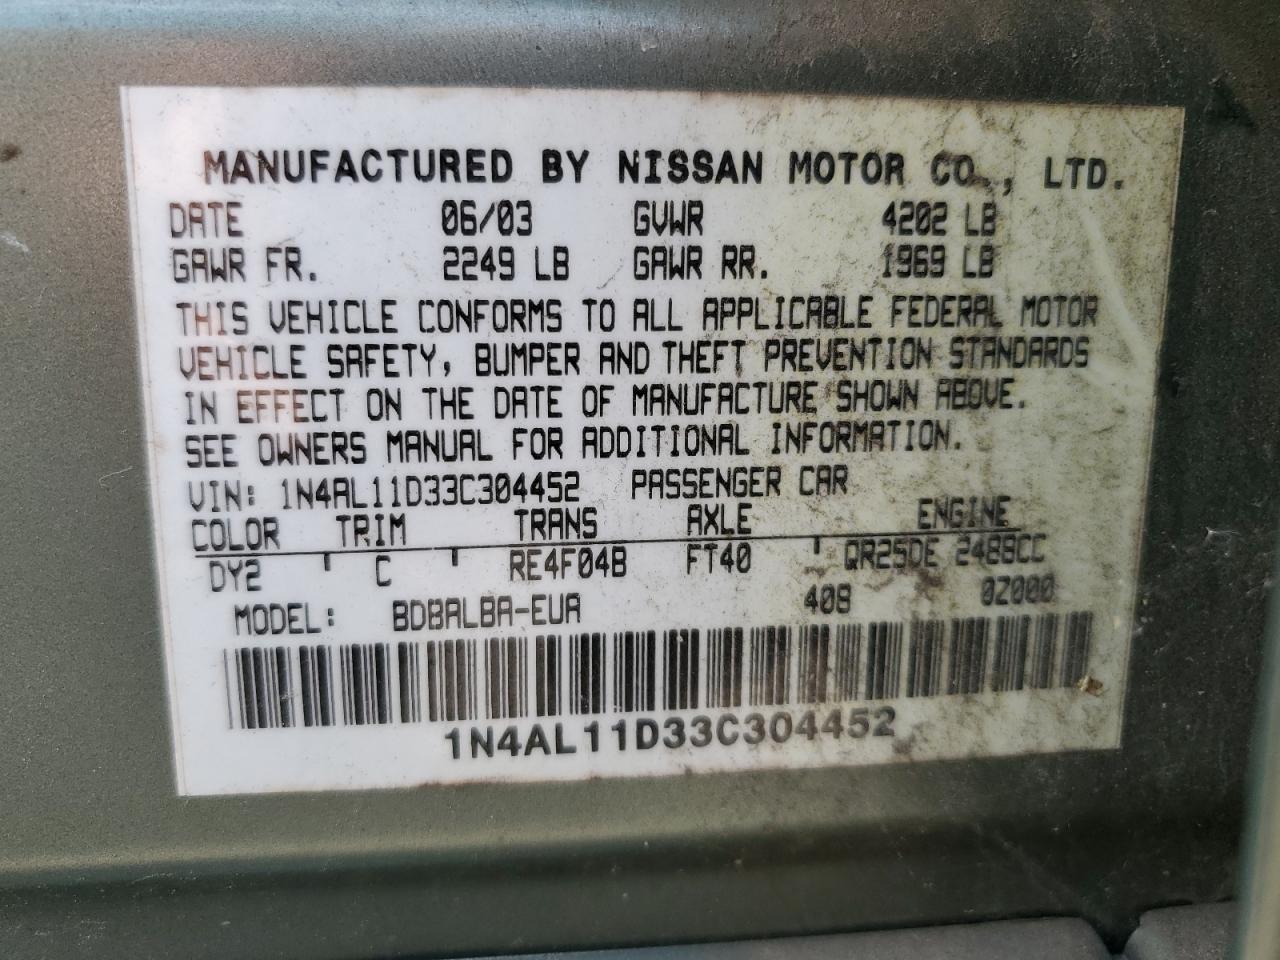 MANUFACTURED BY NISSAN MOTOR CO., LTD.
DATE 06/03 GVWR 4202 LB
GAWR FR. 2249 LB GAWR RR. 1969 LB
THIS VEHICLE CONFORMS TO ALL APPLICABLE FEDERAL MOTOR
VEHICLE SAFETY, BUMPER AND THEFT PREVENTION STANDARDS
IN EFFECT ON THE DATE OF MANUFACTURE SHOWN ABOVE.
SEE OWNERS MANUAL FOR ADDITIONAL INFORMATION.
VIN: 1N4AL11D33C304452 PASSENGER CAR
COLOR TRIM TRANS AXLE ENGINE
DY2 ' C ' RE4F04B FT40 ' QR25DE 2488CC
MODEL: BDBALBA-EUA 408 0Z000
1N4AL11D33C304452